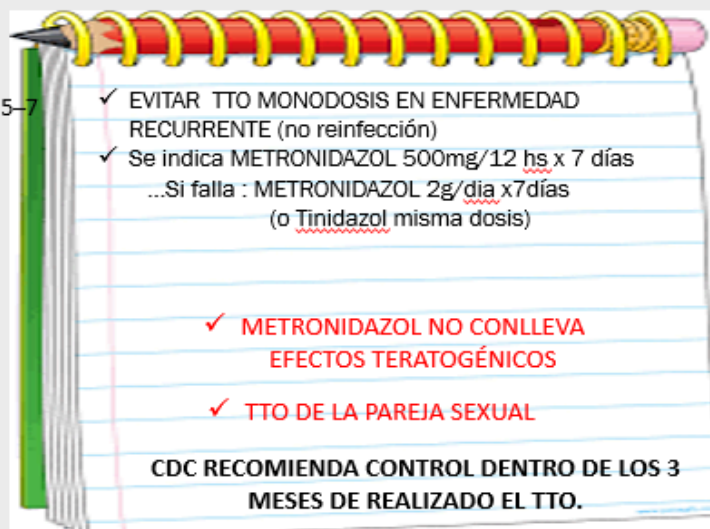 5–7
✓ EVITAR TTO MONODOSIS EN ENFERMEDAD
RECURRENTE (no reinfección)
✓ Se indica METRONIDAZOL 500mg/12 hs x 7 días
...Si falla : METRONIDAZOL 2g/dia x7días
(o Tinidazol misma dosis)
✓ METRONIDAZOL NO CONLLEVA
EFECTOS TERATOGÉNICOS
✓ TTO DE LA PAREJA SEXUAL
CDC RECOMIENDA CONTROL DENTRO DE LOS 3
MESES DE REALIZADO EL TTO.